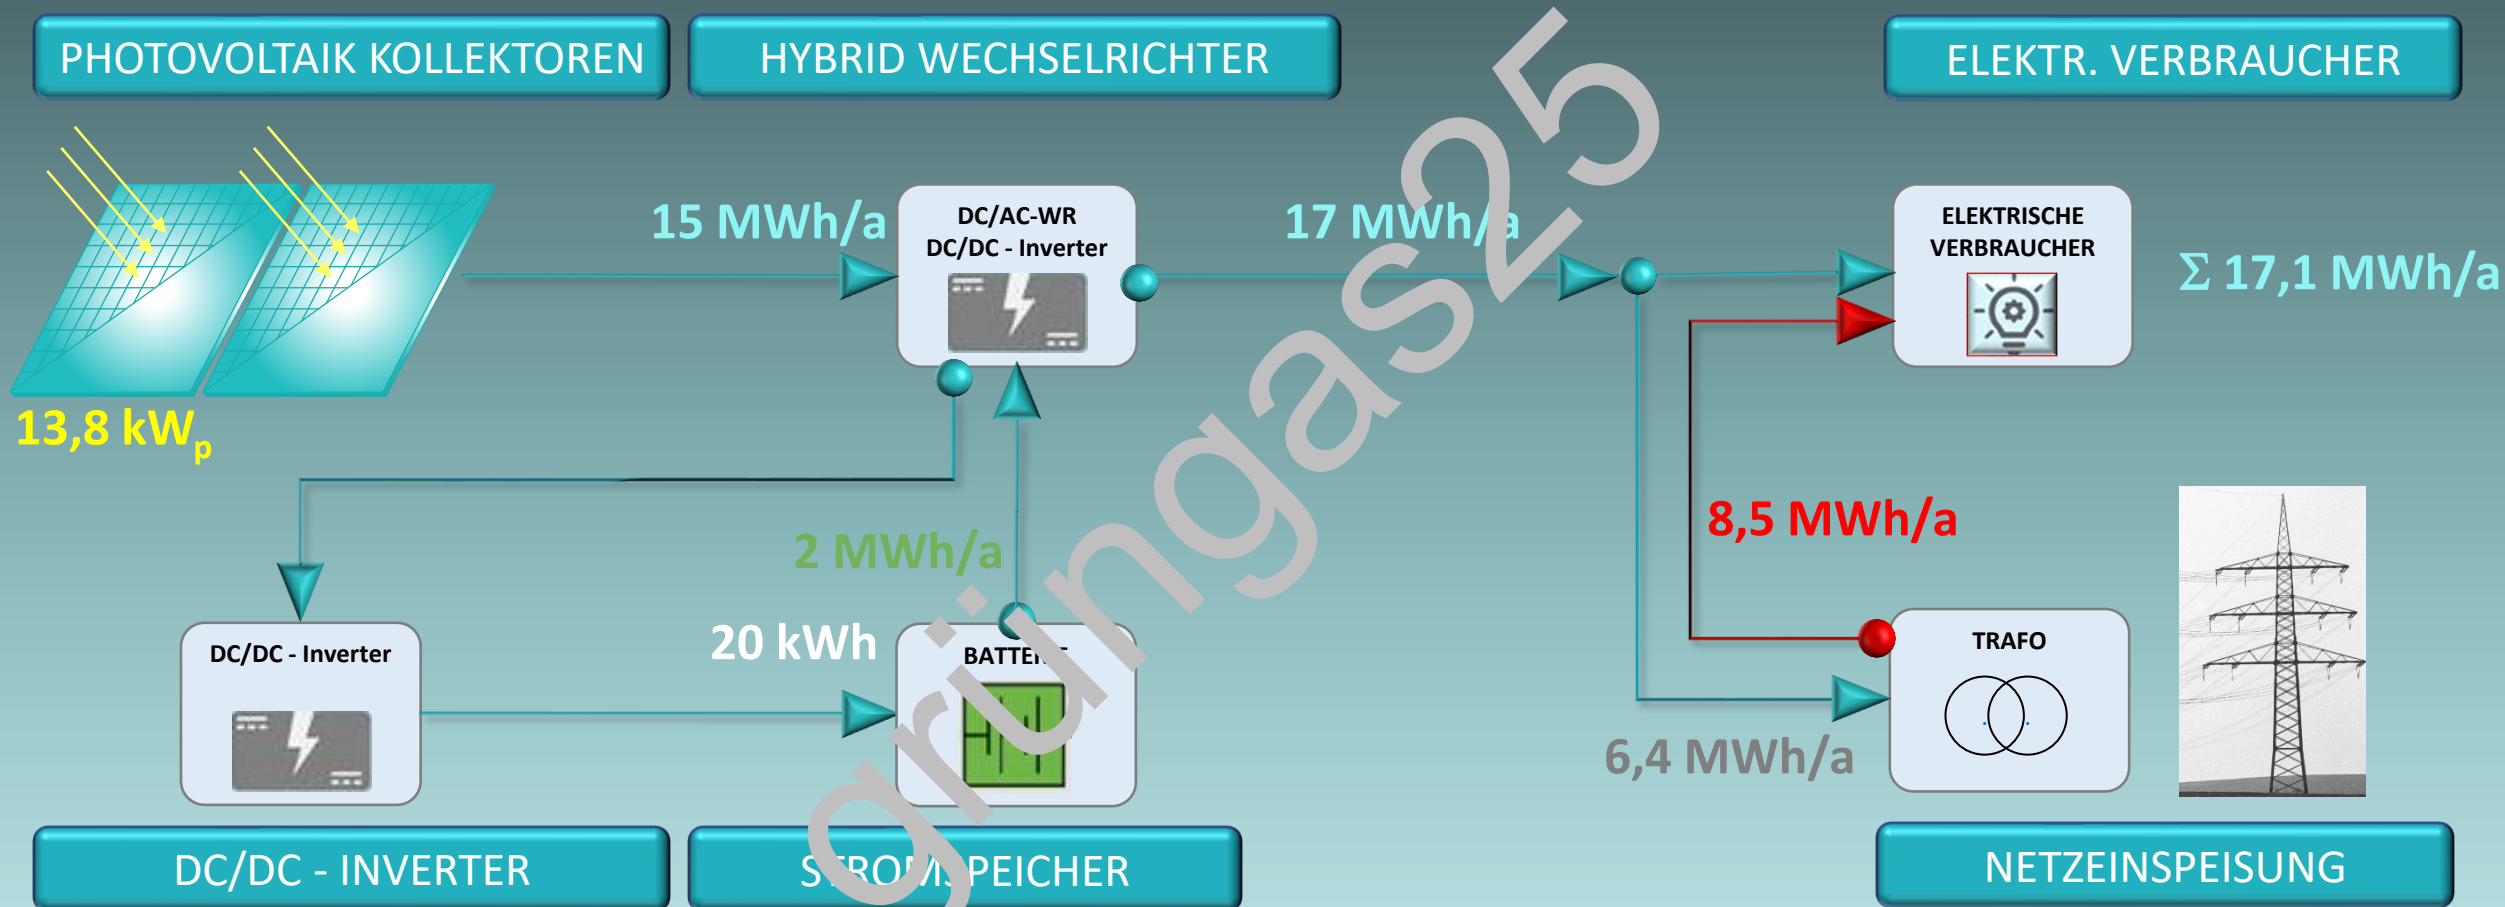 PHOTOVOLTAIK KOLLEKTOREN
HYBRID WECHSELRICHTER
ELEKTR. VERBRAUCHER
15 MWh/a
DC/AC-WR
DC/DC - Inverter
17 MWh/a
ELEKTRISCHE
VERBRAUCHER
Σ 17,1 MWh/a
13,8 kWp
2 MWh/a
8,5 MWh/a
DC/DC - Inverter
20 kWh
BATTERIE
TRAFO
6,4 MWh/a
DC/DC - INVERTER
STROMSPEICHER
NETZEINSPEISUNG
grüngas25